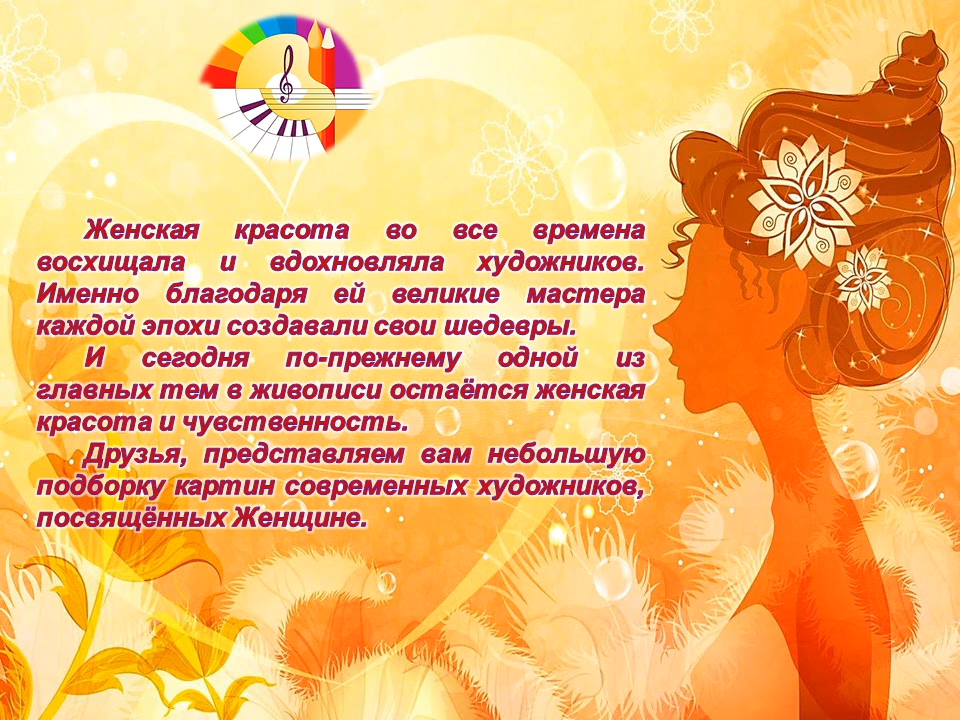 Женская красота во все времена
восхищала и вдохновляла художников.
Именно благодаря ей великие мастера
каждой эпохи создавали свои шедевры.
И сегодня по-прежнему одной из
главных тем в живописи остаётся женская
красота и чувственность.
Друзья, представляем вам небольшую
подборку картин современных художников,
посвящённых Женщине.